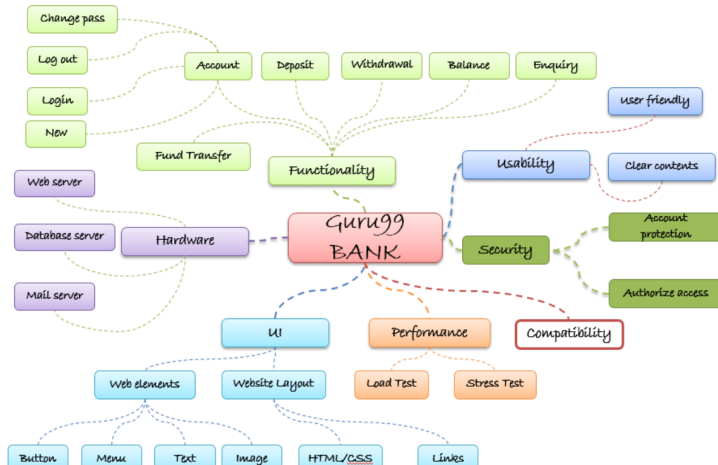 Change pass
Log out
Account
Deposit
Withdrawal
Balance
Enquiry
Login
New
User friendly
Fund Transfer
Functionality
Usability
Clear contents
Web server
Guru99
BANK
Account
protection
Database server
Hardware
Security
Mail server
Authorize access
UI
Performance
Compatibility
Web elements
Website Layout
Load Test
Stress Test
Button
Menu
Text
Image
HTML/CSS
Links